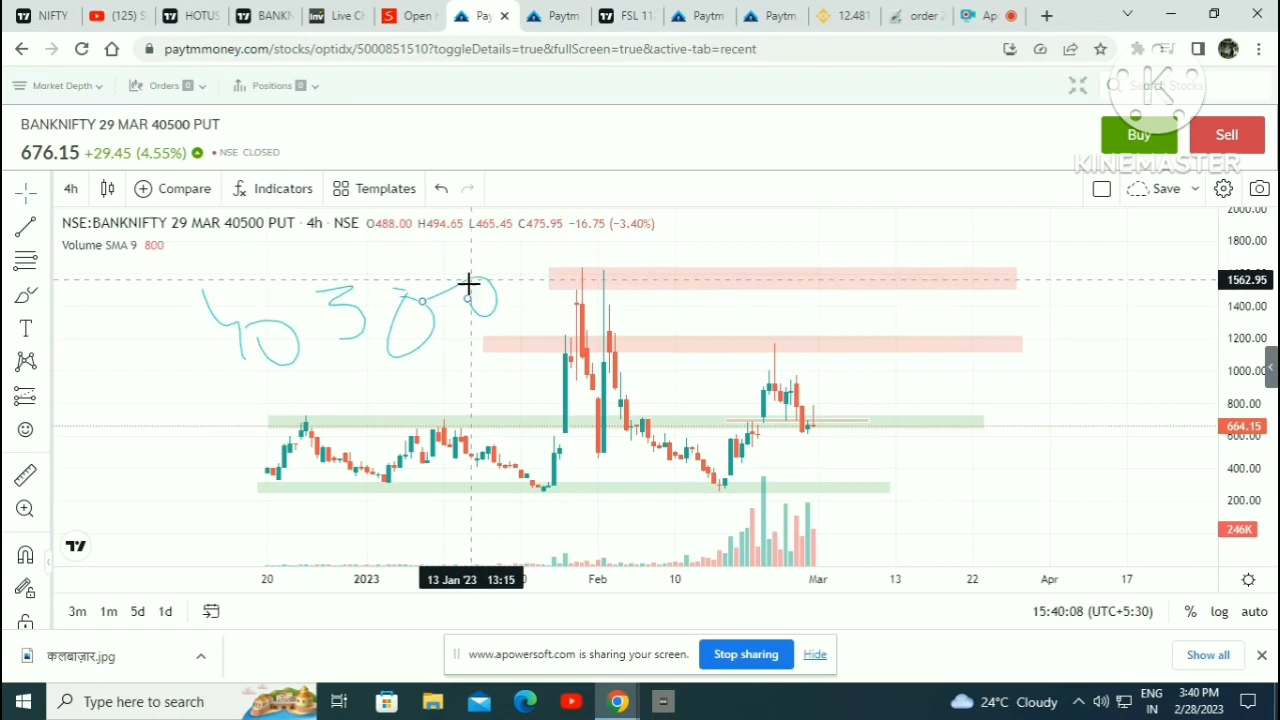 NIFTY (125) S HOTUS BANKN Inv Live Ch S Open Pay Paytm FSL 11 Paytm Paytm 12.481 order Ap
paytmmoney.com/stocks/optidx/5000851510?toggleDetails=true&fullScreen=true&active-tab=recent
Market Depth Orders 0 Positions 0 Search Stocks
K
BANKNIFTY 29 MAR 40500 PUT
676.15 +29.45 (4.55%) • NSE CLOSED
Buy Sell
KINEMASTER
4h Compare Indicators Templates Save
NSE:BANKNIFTY 29 MAR 40500 PUT · 4h · NSE O488.00 H494.65 L465.45 C475.95 −16.75 (−3.40%)
Volume SMA 9 800
2000.00
1800.00
1562.95
1400.00
1200.00
1000.00
800.00
664.15
600.00
400.00
200.00
246K
40 380
20 2023 13 Jan '23 13:15 Feb 10 Mar 13 22 Apr 17
3m 1m 5d 1d 15:40:08 (UTC+5:30) % log auto
कलबाज़ार.jpg www.apowersoft.com is sharing your screen. Stop sharing Hide Show all
Type here to search 24°C Cloudy ENG IN 3:40 PM 2/28/2023